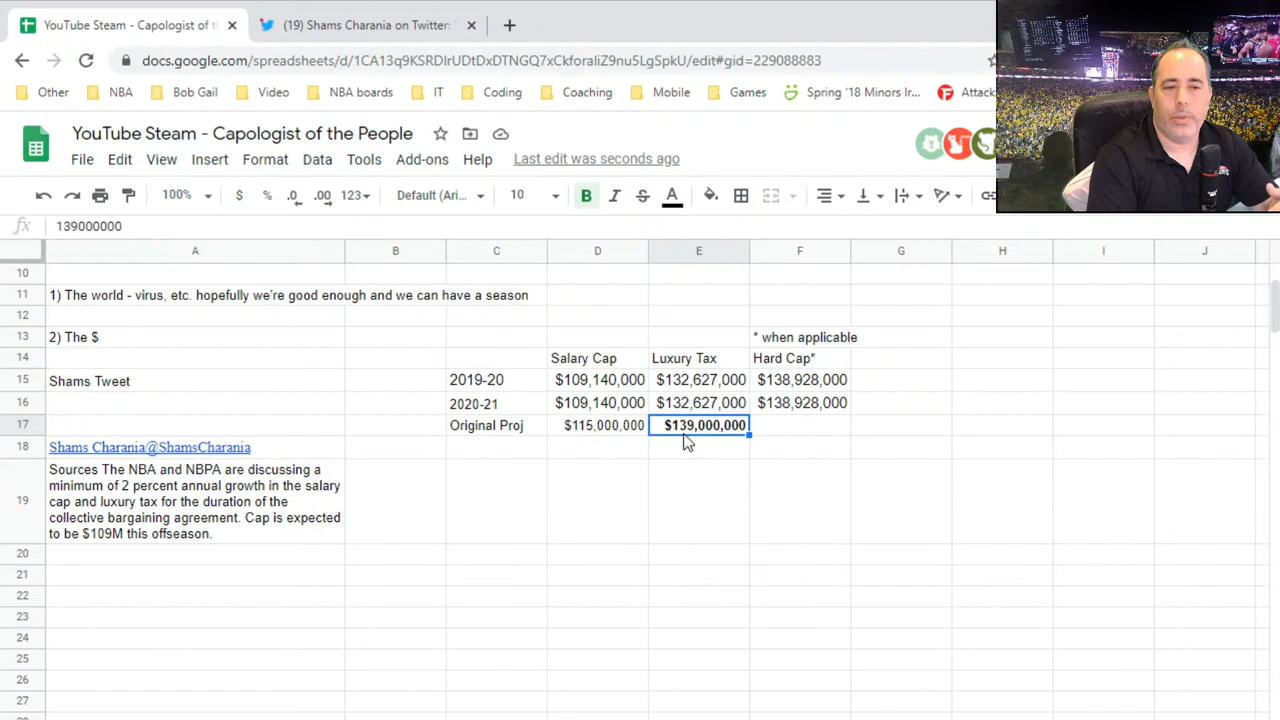 YouTube Steam - Capologist of t
(19) Shams Charania on Twitter: "
docs.google.com/spreadsheets/d/1CA13q9KSRDlrUDtDxDTNGQ7xCkforaliZ9nu5LgSpkU/edit#gid=229088883
Other NBA Bob Gail Video NBA boards IT Coding Coaching Mobile Games Spring '18 Minors Ir... Attack
YouTube Steam - Capologist of the People
File Edit View Insert Format Data Tools Add-ons Help Last edit was seconds ago
100% $ % .0 .00 123 Default (Ari... 10 B I S A
fx 139000000
A B C D E F G H I J
10
11 1) The world - virus, etc. hopefully we're good enough and we can have a season
12
13 2) The $ * when applicable
14 Salary Cap Luxury Tax Hard Cap*
15 Shams Tweet 2019-20 $109,140,000 $132,627,000 $138,928,000
16 2020-21 $109,140,000 $132,627,000 $138,928,000
17 Original Proj $115,000,000 $139,000,000
18 Shams Charania@ShamsCharania
19 Sources The NBA and NBPA are discussing a
minimum of 2 percent annual growth in the salary
cap and luxury tax for the duration of the
collective bargaining agreement. Cap is expected
to be $109M this offseason.
20
21
22
23
24
25
26
27